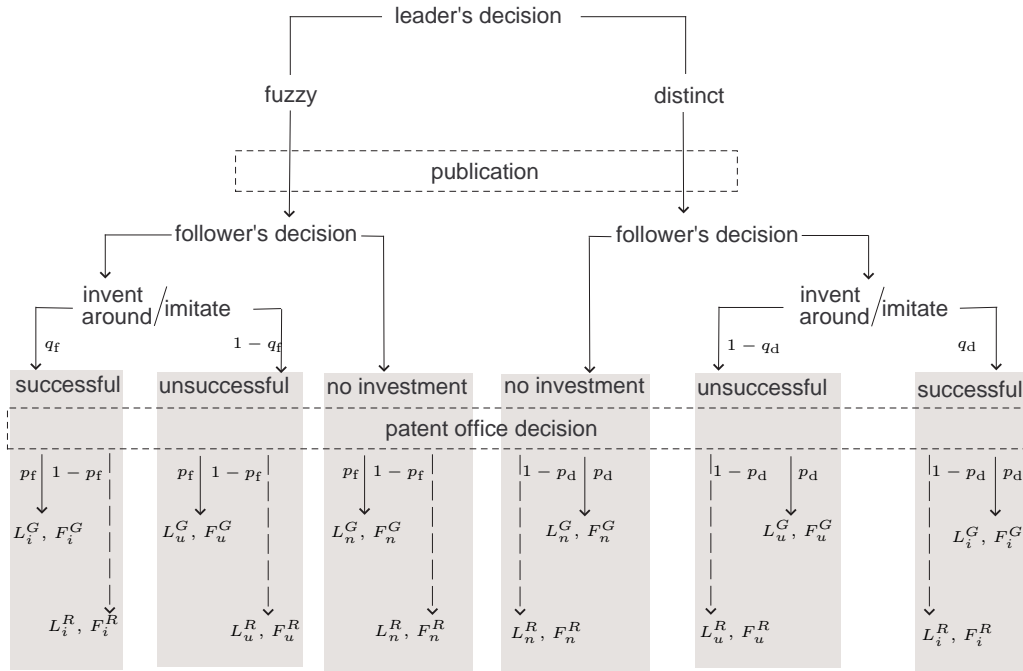 leader's decision
fuzzy
distinct
publication
follower's decision
follower's decision
invent around/imitate
invent around/imitate
q_f
1 − q_f
1 − q_d
q_d
successful
unsuccessful
no investment
no investment
unsuccessful
successful
patent office decision
p_f 1 − p_f
p_f 1 − p_f
p_f 1 − p_f
1 − p_d p_d
1 − p_d p_d
1 − p_d p_d
L_i^G, F_i^G
L_u^G, F_u^G
L_n^G, F_n^G
L_n^G, F_n^G
L_u^G, F_u^G
L_i^G, F_i^G
L_i^R, F_i^R
L_u^R, F_u^R
L_n^R, F_n^R
L_n^R, F_n^R
L_u^R, F_u^R
L_i^R, F_i^R